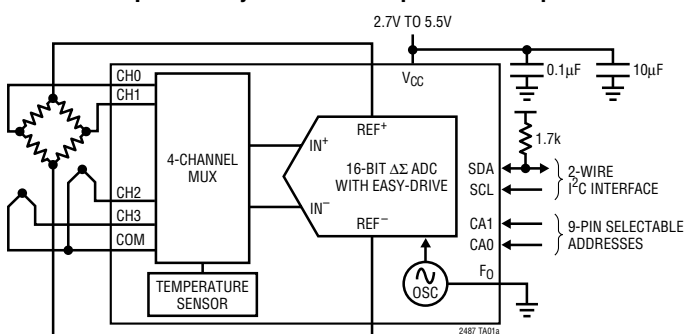 2.7V TO 5.5V
0.1µF
10µF
VCC
CH0
CH1
REF+
1.7k
IN+
4-CHANNEL
MUX
16-BIT ΔΣ ADC
WITH EASY-DRIVE
SDA
SCL
2-WIRE
I2C INTERFACE
CH2
IN–
CH3
REF–
CA1
CA0
9-PIN SELECTABLE
ADDRESSES
COM
FO
TEMPERATURE
SENSOR
OSC
2487 TA01a